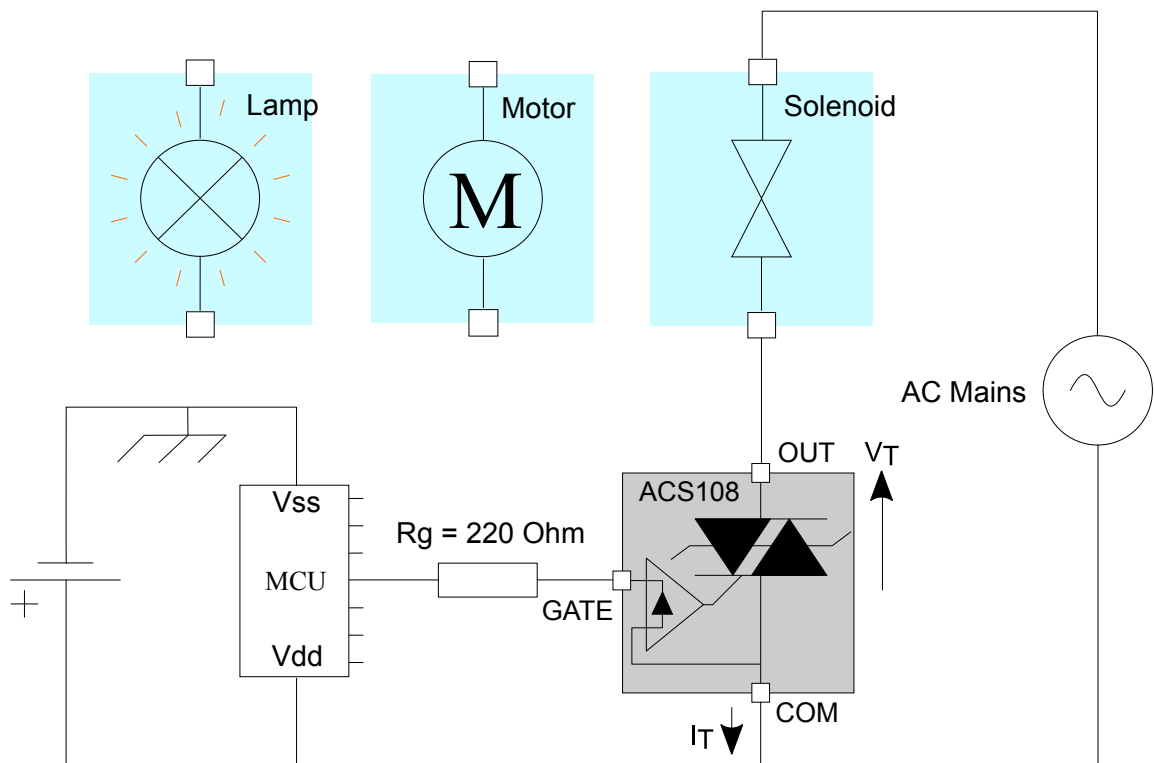 Lamp
Motor
Solenoid
M
AC Mains
OUT
VT
ACS108
Vss
Rg = 220 Ohm
MCU
GATE
+
Vdd
COM
IT